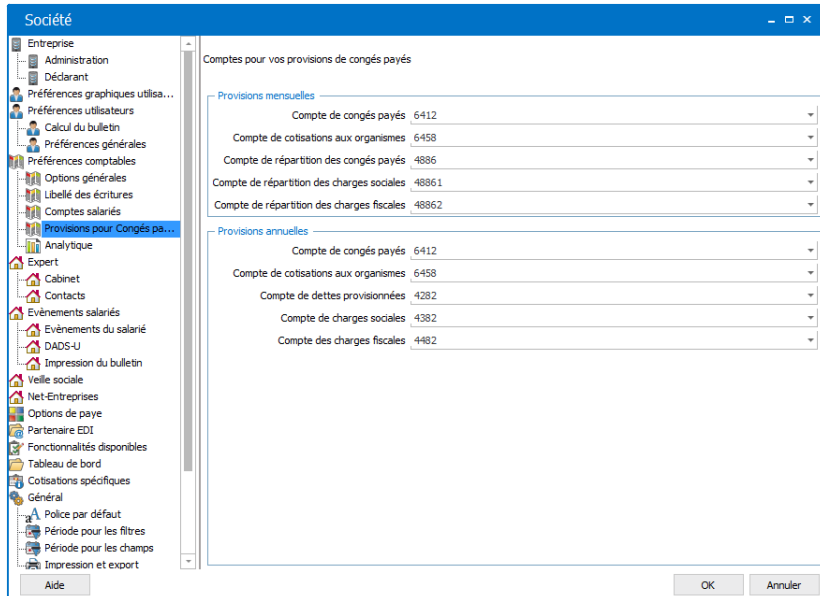 Société
Entreprise
Administration
Déclarant
Préférences graphiques utilisa...
Préférences utilisateurs
Calcul du bulletin
Préférences générales
Préférences comptables
Options générales
Libellé des écritures
Comptes salariés
Provisions pour Congés pa...
Analytique
Expert
Cabinet
Contacts
Evènements salariés
Evènements du salarié
DADS-U
Impression du bulletin
Veille sociale
Net-Entreprises
Options de paye
Partenaire EDI
Fonctionnalités disponibles
Tableau de bord
Cotisations spécifiques
Général
Police par défaut
Période pour les filtres
Période pour les champs
Impression et export
Comptes pour vos provisions de congés payés
Provisions mensuelles
Compte de congés payés 6412
Compte de cotisations aux organismes 6458
Compte de répartition des congés payés 4886
Compte de répartition des charges sociales 48861
Compte de répartition des charges fiscales 48862
Provisions annuelles
Compte de congés payés 6412
Compte de cotisations aux organismes 6458
Compte de dettes provisionnées 4282
Compte de charges sociales 4382
Compte des charges fiscales 4482
Aide
OK
Annuler